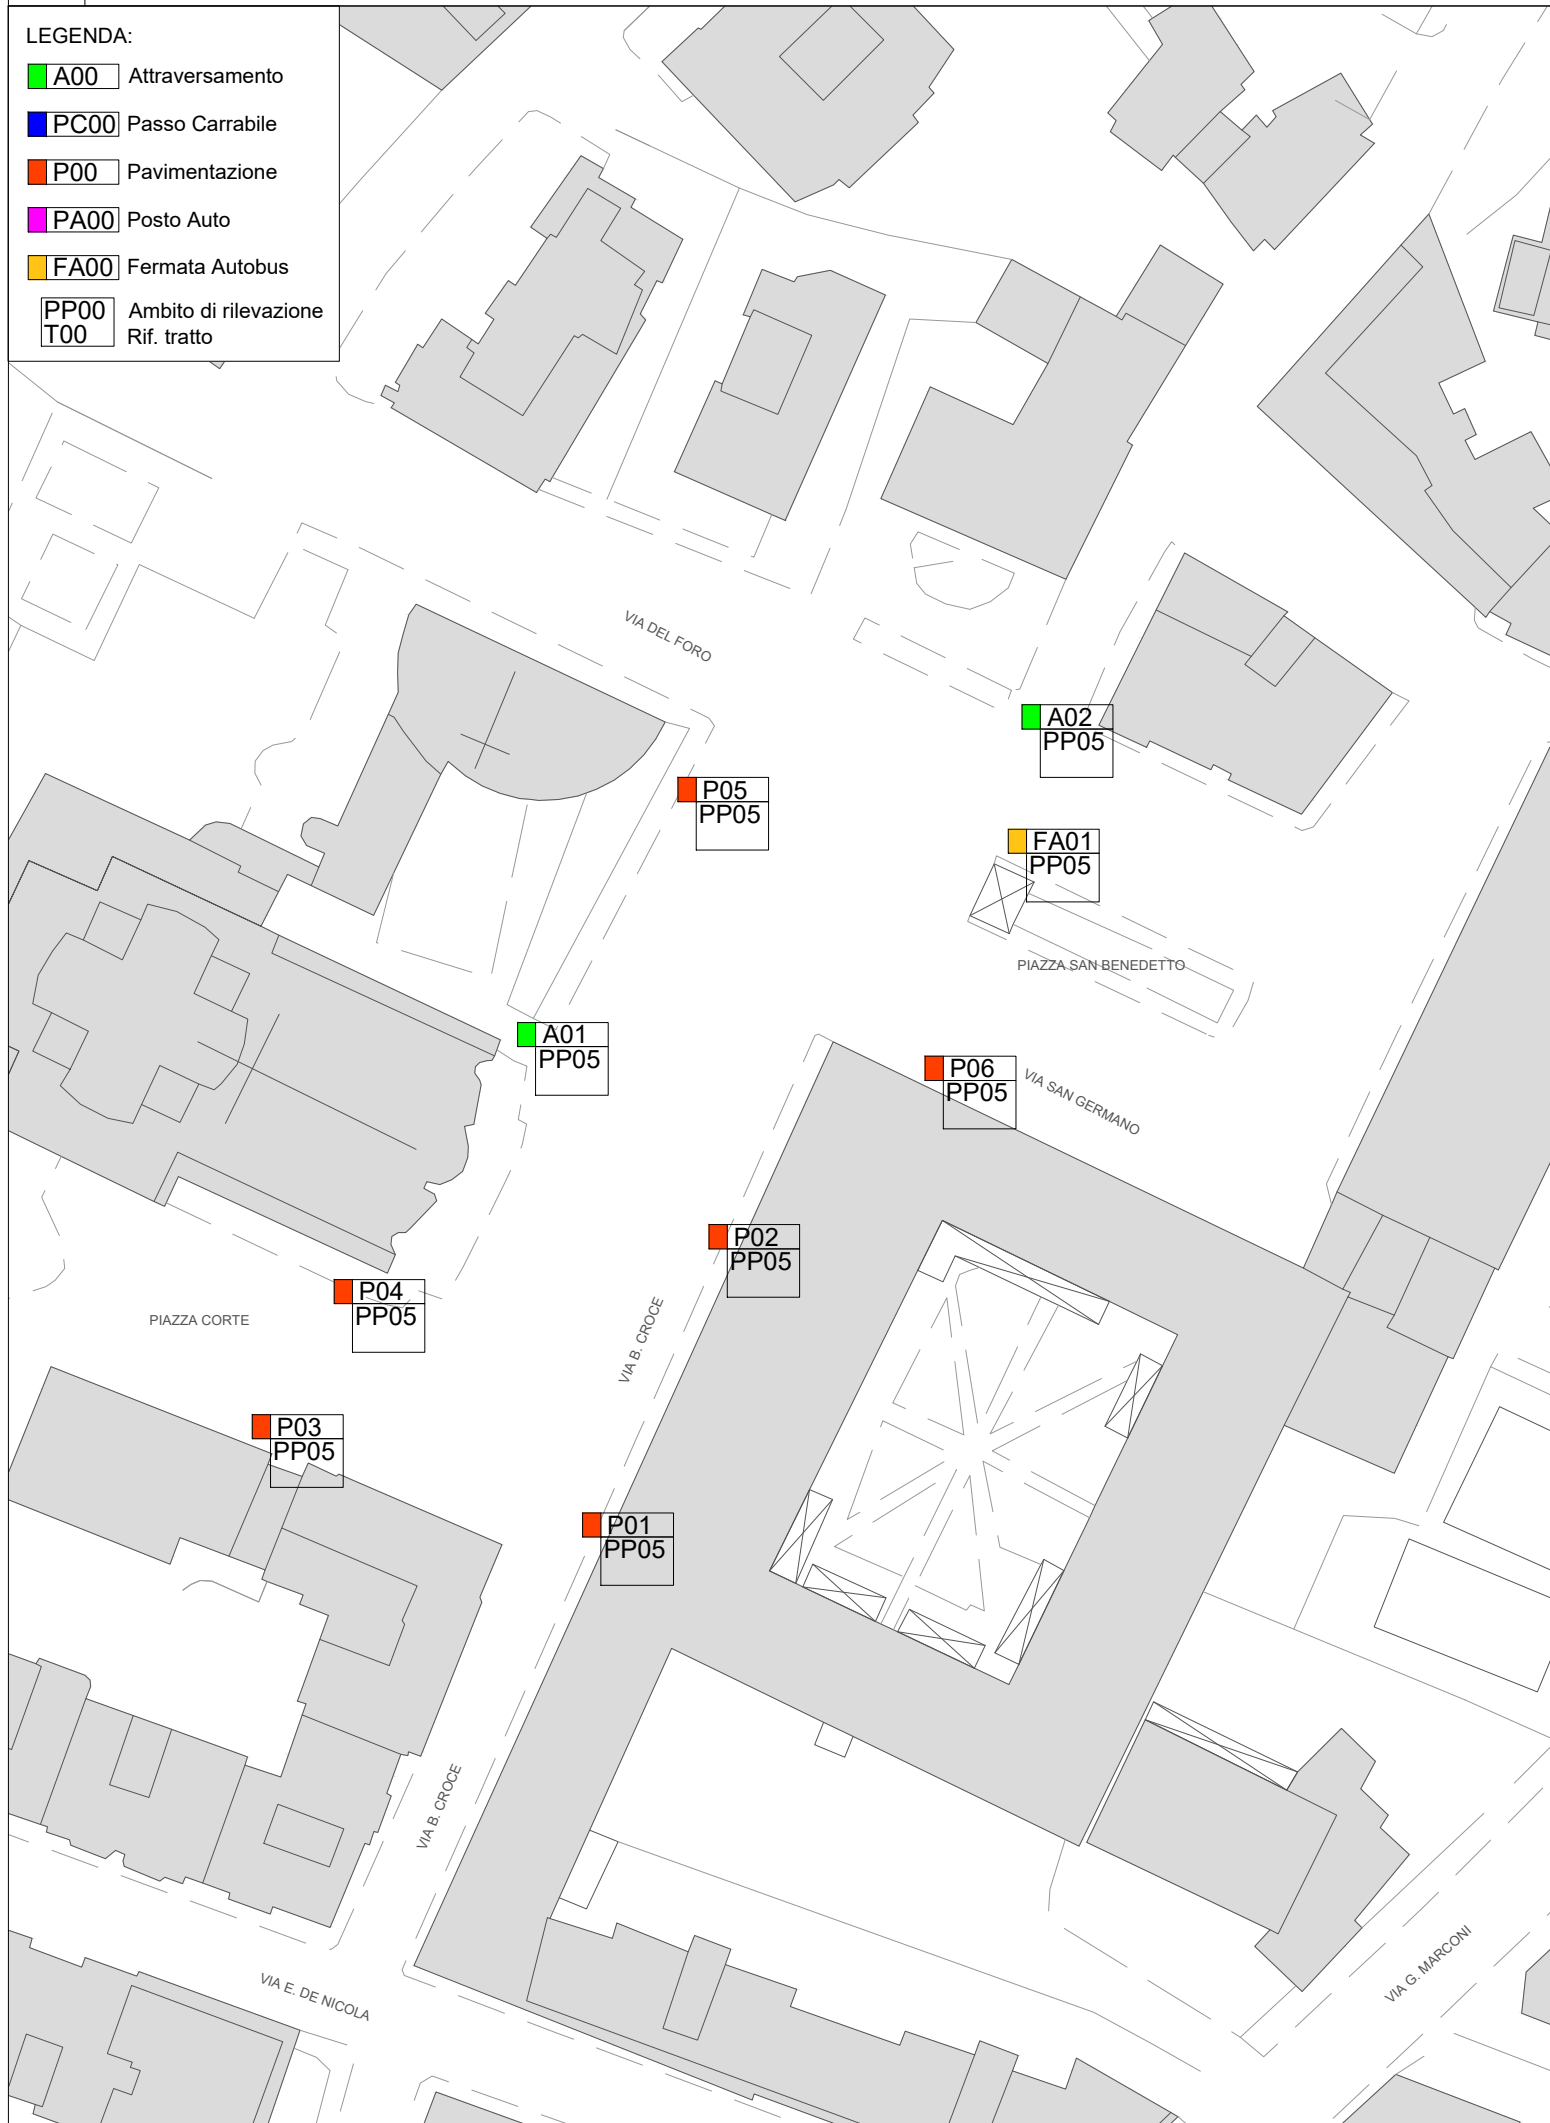 LEGENDA:
A00 Attraversamento
PC00 Passo Carrabile
P00 Pavimentazione
PA00 Posto Auto
FA00 Fermata Autobus
PP00 Ambito di rilevazione
T00 Rif. tratto
VIA DEL FORO
A02
PP05
P05
PP05
FA01
PP05
PIAZZA SAN BENEDETTO
A01
PP05
P06
PP05
VIA SAN GERMANO
P02
PP05
P04
PP05
PIAZZA CORTE
VIA B. CROCE
P03
PP05
P01
PP05
VIA B. CROCE
VIA E. DE NICOLA
VIA G. MARCONI